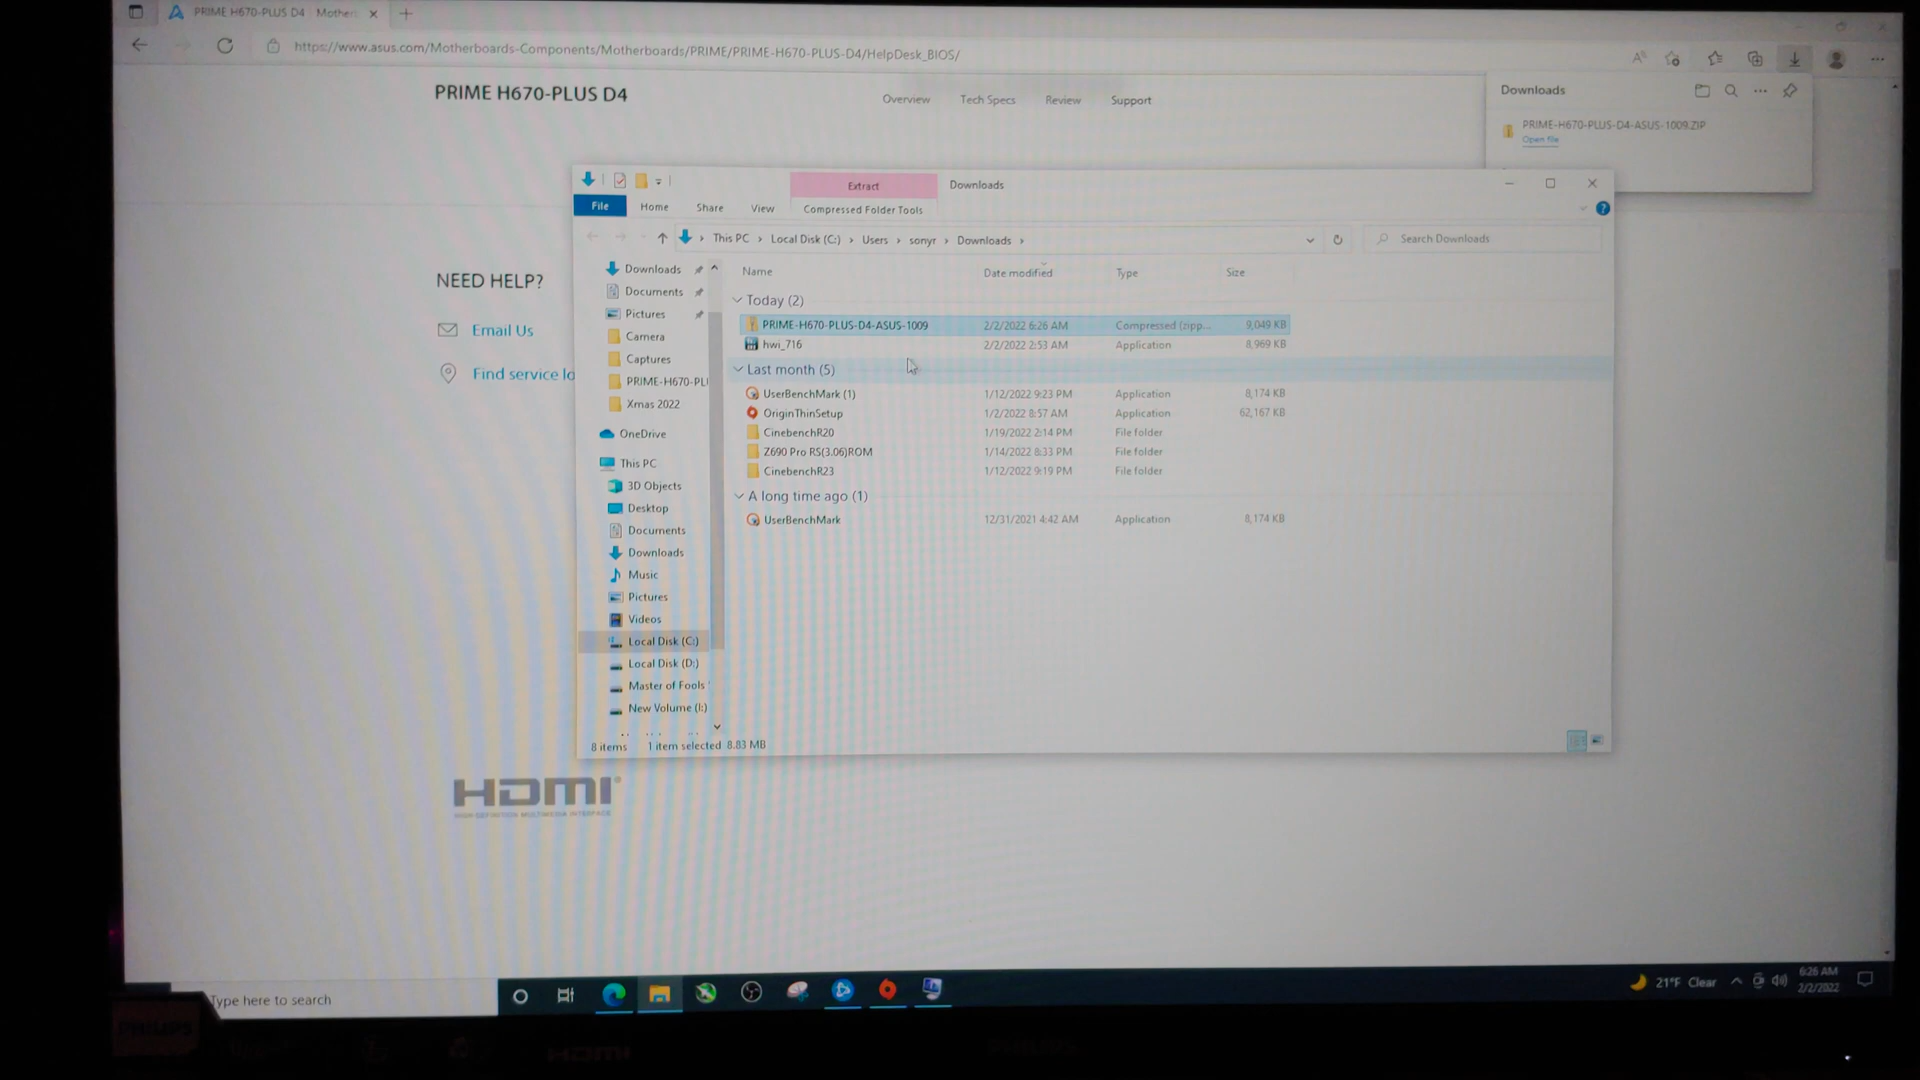 PRIME H670-PLUS D4 Mother
https://www.asus.com/Motherboards-Components/Motherboards/PRIME/PRIME-H670-PLUS-D4/HelpDesk_BIOS/
PRIME H670-PLUS D4
Overview Tech Specs Review Support
Downloads
PRIME-H670-PLUS-D4-ASUS-1009.ZIP
Open file
Extract Downloads
File Home Share View Compressed Folder Tools
This PC > Local Disk (C:) > Users > sonyr > Downloads >
Search Downloads
Name Date modified Type Size
Today (2)
PRIME-H670-PLUS-D4-ASUS-1009 2/2/2022 6:26 AM Compressed (zipp... 9,049 KB
hwi_716 2/2/2022 2:53 AM Application 8,969 KB
Last month (5)
UserBenchMark (1) 1/12/2022 9:23 PM Application 8,174 KB
OriginThinSetup 1/2/2022 8:57 AM Application 62,167 KB
CinebenchR20 1/19/2022 2:14 PM File folder
Z690 Pro RS(3.06)ROM 1/14/2022 8:33 PM File folder
CinebenchR23 1/12/2022 9:19 PM File folder
A long time ago (1)
UserBenchMark 12/31/2021 4:42 AM Application 8,174 KB
Downloads
Documents
Pictures
Camera
Captures
PRIME-H670-PLU
Xmas 2022
OneDrive
This PC
3D Objects
Desktop
Documents
Downloads
Music
Pictures
Videos
Local Disk (C:)
Local Disk (D:)
Master of Fools
New Volume (I:)
8 items 1 item selected 8.83 MB
NEED HELP?
Email Us
Find service lo
HDMI
HIGH-DEFINITION MULTIMEDIA INTERFACE
Type here to search
21°F Clear
6:26 AM
2/2/2022
PHILIPS
HDMI